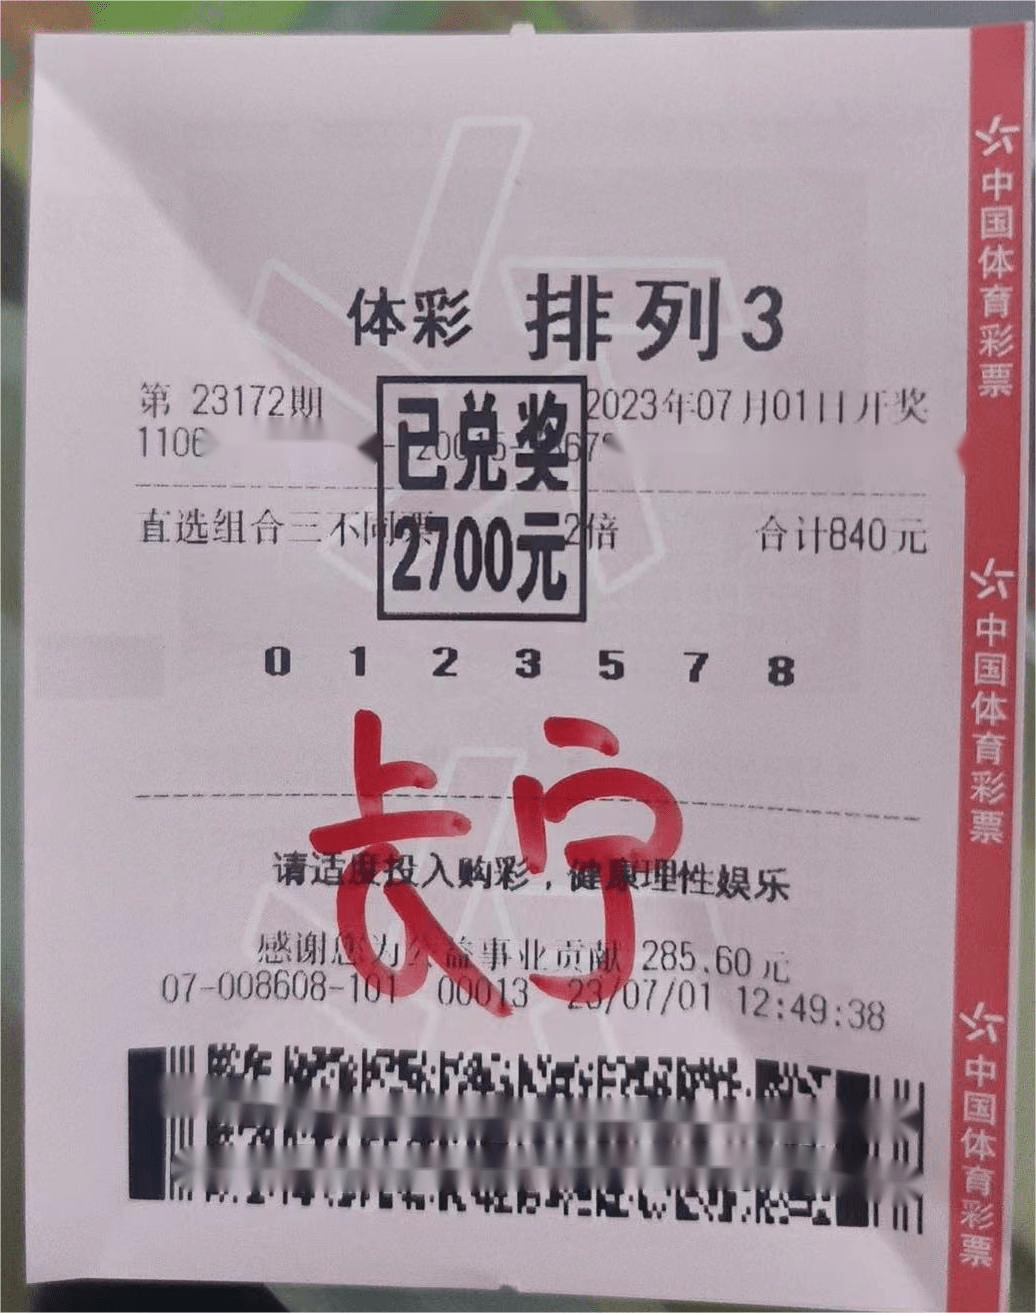 体彩 排列3
第 23172期 2023年07月01日开奖
1106
已兑奖
2700元
直选组合三不同票 2倍 合计840元
0 1 2 3 5 7 8
长宁
请适度投入购彩，健康理性娱乐
感谢您为公益事业贡献 285.60元
07-008608-101 00013 23/07/01 12:49:38
中国体育彩票
中国体育彩票
中国体育彩票